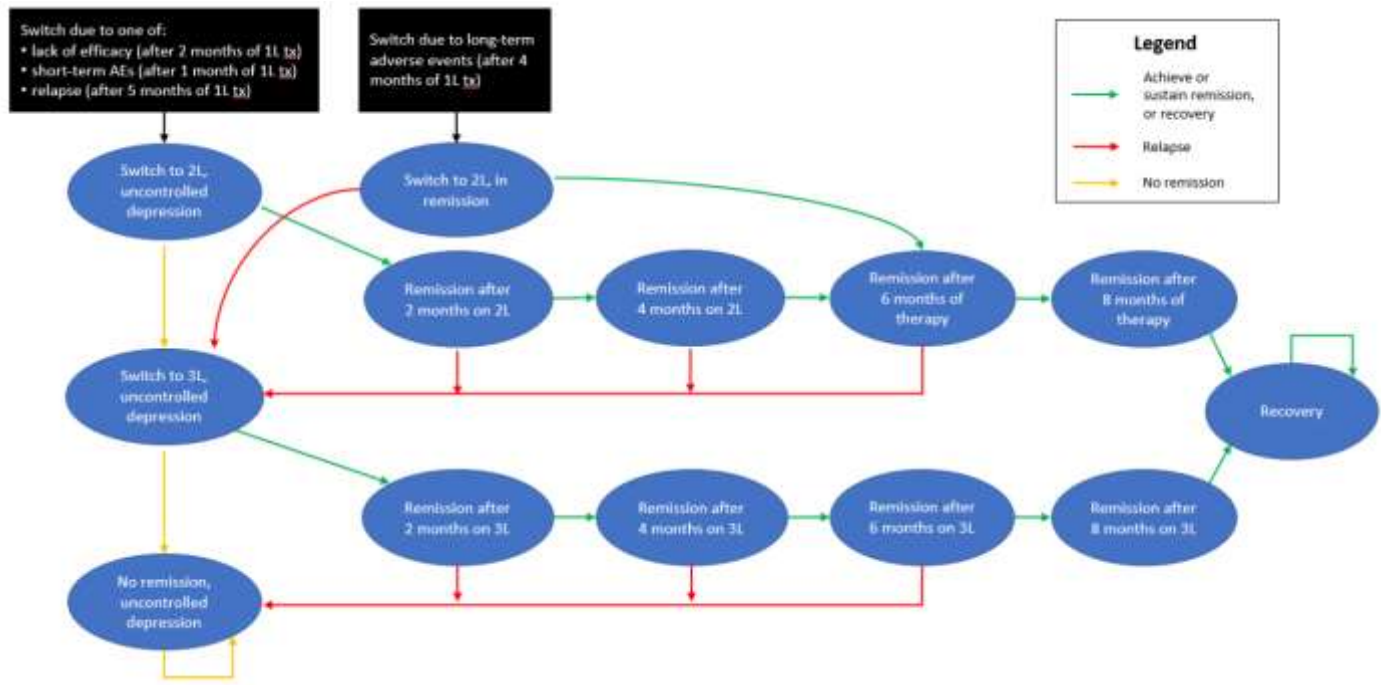 Switch due to one of:
• lack of efficacy (after 2 months of 1L tx)
• short-term AEs (after 1 month of 1L tx)
• relapse (after 5 months of 1L tx)
Switch due to long-term
adverse events (after 4
months of 1L tx)
Legend
Achieve or
sustain remission,
or recovery
Relapse
No remission
Switch to 2L,
uncontrolled
depression
Switch to 2L, in
remission
Remission after
2 months on 2L
Remission after
4 months on 2L
Remission after
6 months of
therapy
Remission after
8 months of
therapy
Switch to 3L,
uncontrolled
depression
Recovery
Remission after
2 months on 3L
Remission after
4 months on 3L
Remission after
6 months on 3L
Remission after
8 months on 3L
No remission,
uncontrolled
depression